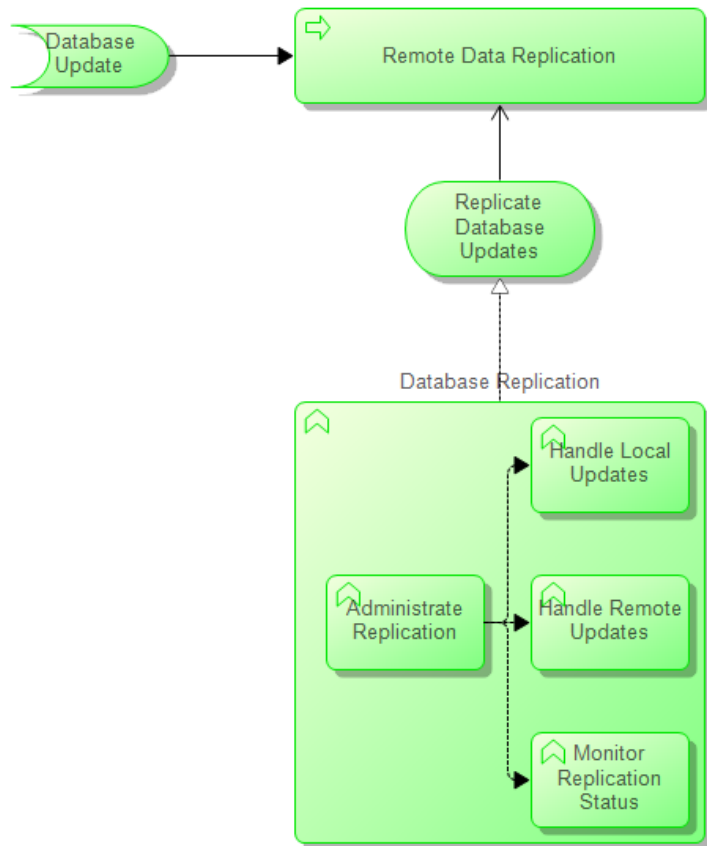 Database
Update
Remote Data Replication
Replicate
Database
Updates
Database Replication
Handle Local
Updates
Administrate
Replication
Handle Remote
Updates
Monitor
Replication
Status